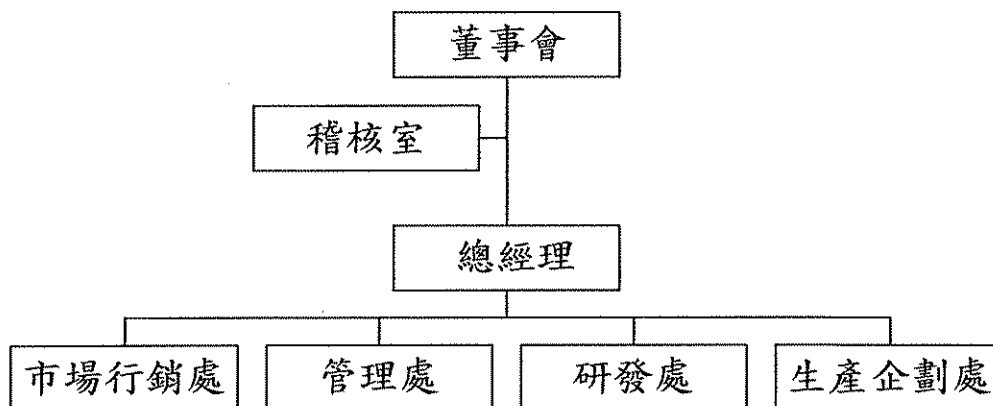 董事會
稽核室
總經理
市場行銷處
管理處
研發處
生產企劃處